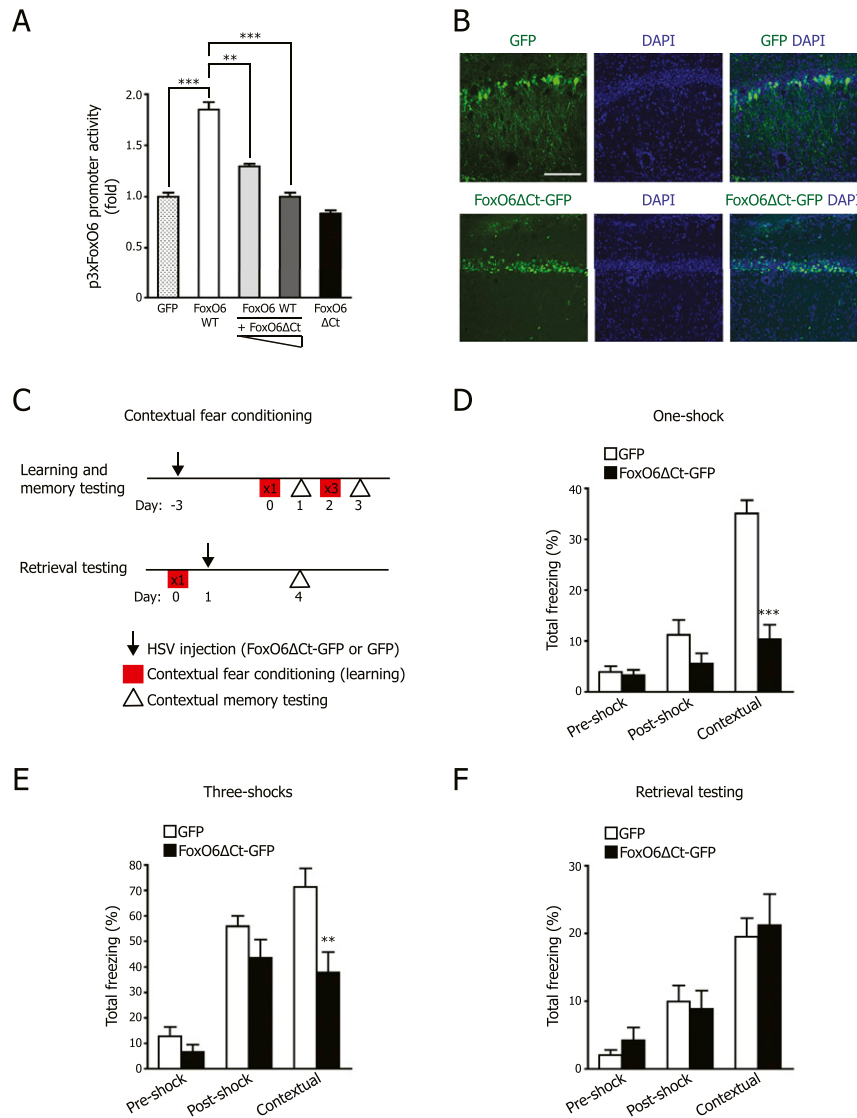 A
***
***
**
p3xFoxO6 promoter activity
(fold)
2.0
1.5
1.0
0.5
0
GFP
FoxO6
WT
FoxO6 WT
+ FoxO6ΔCt
FoxO6
ΔCt
B
GFP
DAPI
GFP DAPI
FoxO6ΔCt-GFP
DAPI
FoxO6ΔCt-GFP DAPI
C
Contextual fear conditioning
Learning and
memory testing
x1
x3
Day: -3 0 1 2 3
Retrieval testing
x1
Day: 0 1 4
HSV injection (FoxO6ΔCt-GFP or GFP)
Contextual fear conditioning (learning)
Contextual memory testing
D
One-shock
GFP
FoxO6ΔCt-GFP
Total freezing (%)
40
30
20
10
0
***
Pre-shock
Post-shock
Contextual
E
Three-shocks
GFP
FoxO6ΔCt-GFP
Total freezing (%)
80
70
60
50
40
30
20
10
0
**
Pre-shock
Post-shock
Contextual
F
Retrieval testing
GFP
FoxO6ΔCt-GFP
Total freezing (%)
30
20
10
0
Pre-shock
Post-shock
Contextual